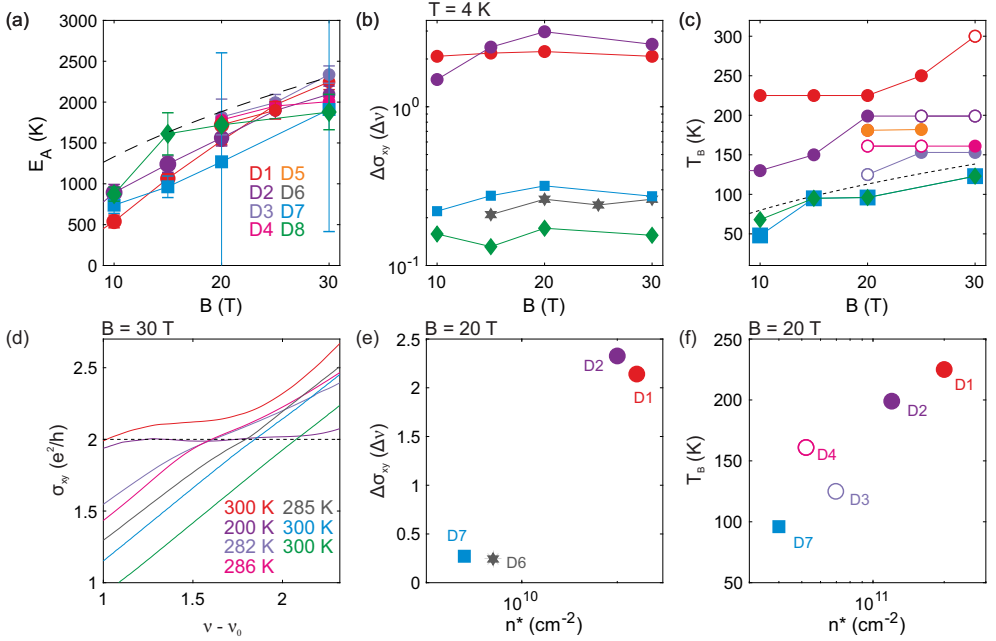 (a)
3000
2500
2000
1500
1000
500
0
E_A (K)
10
20
30
B (T)
D1 D5
D2 D6
D3 D7
D4 D8
(b)
T = 4 K
10^0
10^-1
Δσ_xy (Δν)
10
20
30
B (T)
(c)
300
250
200
150
100
50
T_B (K)
10
20
30
B (T)
(d)
B = 30 T
2.5
2
1.5
1
σ_xy (e²/h)
300 K 285 K
200 K 300 K
282 K 300 K
286 K
1
1.5
2
ν - ν_0
(e)
B = 20 T
2.5
2
1.5
1
0.5
0
Δσ_xy (Δν)
D2
D1
D7
D6
10^10
n* (cm^-2)
(f)
B = 20 T
250
200
150
100
50
T_B (K)
D1
D2
D4
D3
D7
10^11
n* (cm^-2)